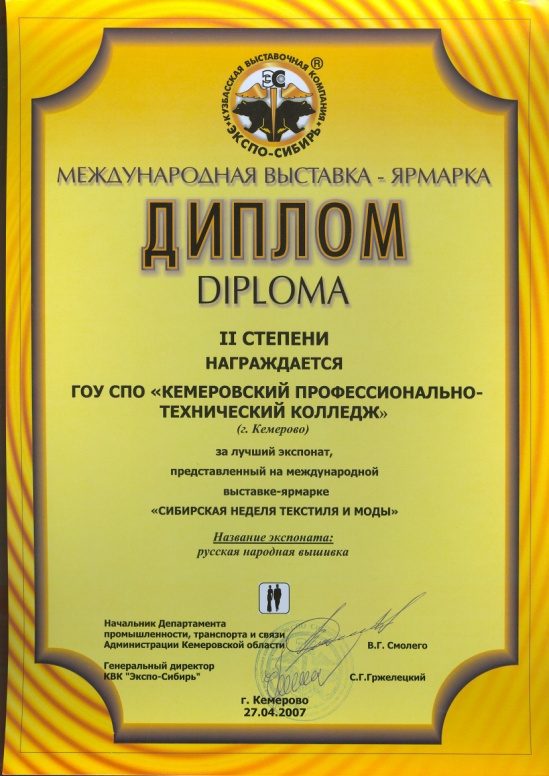 КУЗБАССКАЯ ВЫСТАВОЧНАЯ КОМПАНИЯ
ЭС
®
ЭКСПО-СИБИРЬ
МЕЖДУНАРОДНАЯ ВЫСТАВКА - ЯРМАРКА
ДИПЛОМ
DIPLOMA
II СТЕПЕНИ
НАГРАЖДАЕТСЯ
ГОУ СПО «КЕМЕРОВСКИЙ ПРОФЕССИОНАЛЬНО-
ТЕХНИЧЕСКИЙ КОЛЛЕДЖ»
(г. Кемерово)
за лучший экспонат,
представленный на международной
выставке-ярмарке
«СИБИРСКАЯ НЕДЕЛЯ ТЕКСТИЛЯ И МОДЫ»
Название экспоната:
русская народная вышивка
Начальник Департамента
промышленности, транспорта и связи
Администрации Кемеровской области
В.Г. Смолего
Генеральный директор
КВК "Экспо-Сибирь"
С.Г.Гржелецкий
г. Кемерово
27.04.2007